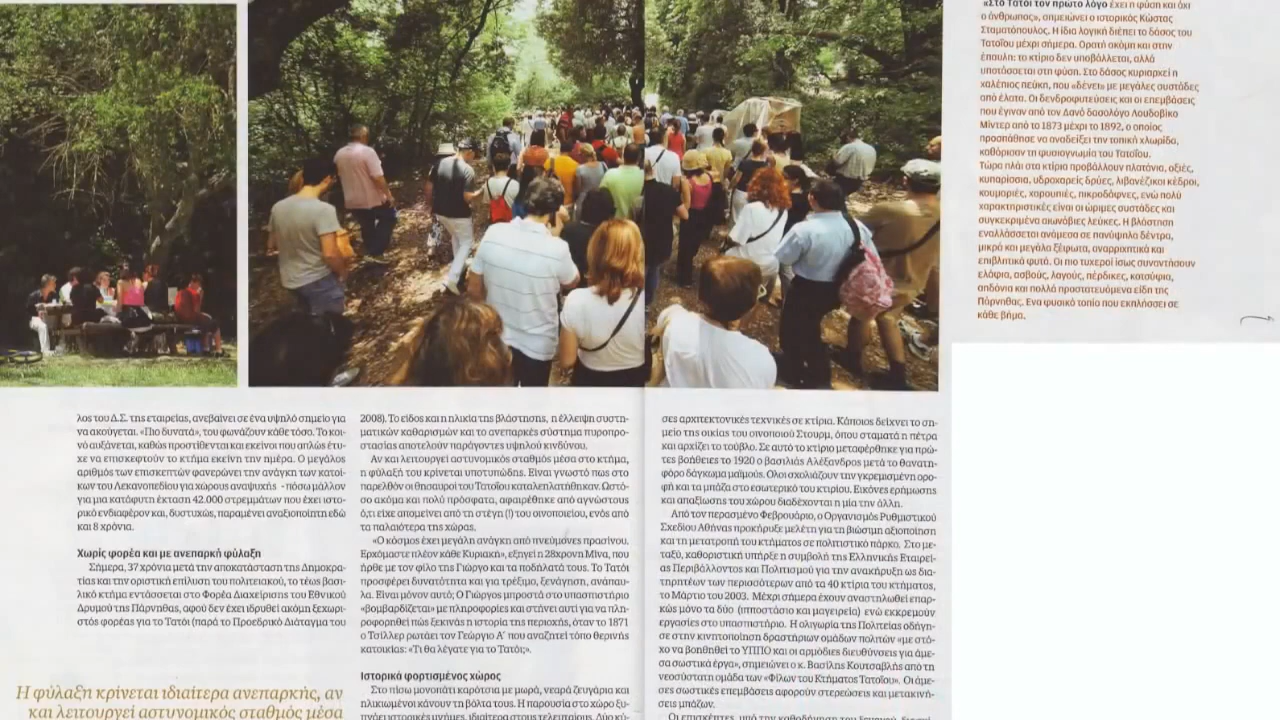 «Στο Τατόι τον πρώτο λόγο έχει η φύση και όχι
ο άνθρωπος», σημειώνει ο ιστορικός Κώστας
Σταματόπουλος. Η ίδια λογική διέπει το δάσος του
Τατοΐου μέχρι σήμερα. Ορατή ακόμη και στην
έπαυλη: το κτίριο δεν υποβάλλεται, αλλά
υποτάσσεται στη φύση. Στο δάσος κυριαρχεί η
χαλέπιος πεύκη, που «δένει» με μεγάλες συστάδες
από έλατα. Οι δενδροφυτεύσεις και οι επεμβάσεις
που έγιναν από τον Δανό δασολόγο Λουδοβίκο
Μίντερ από το 1873 μέχρι το 1892, ο οποίος
προσπάθησε να αναδείξει την τοπική χλωρίδα,
καθόρισαν τη φυσιογνωμία του Τατοΐου.
Τώρα πλάι στα κτίρια προβάλλουν πλατάνια, οξιές,
κυπαρίσσια, υδροχαρείς δρύες, λιβανέζικοι κέδροι,
κουμαριές, χαρουπιές, πικροδάφνες, ενώ πολύ
χαρακτηριστικές είναι οι ώριμες συστάδες και
συγκεκριμένα αιωνόβιες λεύκες. Η βλάστηση
εναλλάσσεται ανάμεσα σε πανύψηλα δέντρα,
μικρά και μεγάλα ξέφωτα, αναρριχητικά και
επιβλητικά φυτά. Οι πιο τυχεροί ίσως συναντήσουν
ελάφια, ασβούς, λαγούς, πέρδικες, κοτσύφια,
αηδόνια και πολλά προστατευόμενα είδη της
Πάρνηθας. Ένα φυσικό τοπίο που εκπλήσσει σε
κάθε βήμα.
λος του Δ.Σ. της εταιρείας, ανεβαίνει σε ένα υψηλό σημείο για
να ακούγεται. «Πιο δυνατά», του φωνάζουν κάθε τόσο. Το κοι-
νό αυξάνεται, καθώς προστίθενται και εκείνοι που απλώς έτυ-
χε να επισκεφτούν το κτήμα εκείνη την ημέρα. Ο μεγάλος
αριθμός των επισκεπτών φανερώνει την ανάγκη των κατοί-
κων του Λεκανοπεδίου για χώρους αναψυχής - πόσω μάλλον
για μια κατάφυτη έκταση 42.000 στρεμμάτων που έχει ιστο-
ρικό ενδιαφέρον και, δυστυχώς, παραμένει αναξιοποίητη εδώ
και 8 χρόνια.
Χωρίς φορέα και με ανεπαρκή φύλαξη
Σήμερα, 37 χρόνια μετά την αποκατάσταση της Δημοκρα-
τίας και την οριστική επίλυση του πολιτειακού, το τέως βασι-
λικό κτήμα εντάσσεται στο Φορέα Διαχείρισης του Εθνικού
Δρυμού της Πάρνηθας, αφού δεν έχει ιδρυθεί ακόμη ξεχωρι-
στός φορέας για το Τατόι (παρά το Προεδρικό Διάταγμα του
Η φύλαξη κρίνεται ιδιαίτερα ανεπαρκής, αν
και λειτουργεί αστυνομικός σταθμός μέσα
2008). Το είδος και η ηλικία της βλάστησης, η έλλειψη συστη-
ματικών καθαρισμών και το ανεπαρκές σύστημα πυροπρο-
στασίας αποτελούν παράγοντες υψηλού κινδύνου.
Αν και λειτουργεί αστυνομικός σταθμός μέσα στο κτήμα,
η φύλαξή του κρίνεται υποτυπώδης. Είναι γνωστό πως στο
παρελθόν οι θησαυροί του Τατοΐου καταλεηλατήθηκαν. Ωστό-
σο ακόμα και πολύ πρόσφατα, αφαιρέθηκε από αγνώστους
ό,τι είχε απομείνει από τη στέγη (!) του οινοποιείου, ενός από
τα παλαιότερα της χώρας.
«Ο κόσμος έχει μεγάλη ανάγκη από πνεύμονες πρασίνου.
Ερχόμαστε πλέον κάθε Κυριακή», εξηγεί η 28χρονη Μίνα, που
ήρθε με τον φίλο της Γιώργο και τα ποδήλατά τους. Το Τατόι
προσφέρει δυνατότητα και για τρέξιμο, ξενάγηση, ανάπαυ-
λα. Είναι μόνον αυτό; Ο Γιώργος μπροστά στο υπασπιστήριο
«βομβαρδίζεται» με πληροφορίες και στήνει αυτί για να πλη-
ροφορηθεί πώς ξεκινάς η ιστορία της περιοχής, όταν το 1871
ο Τσίλλερ ρωτάει τον Γεώργιο Α΄ που αναζητεί τόπο θερινής
κατοικίας: «Τι θα λέγατε για το Τατόι;».
Ιστορικά φορτισμένος χώρος
Στο πίσω μονοπάτι καρότσια με μωρά, νεαρά ζευγάρια και
ηλικιωμένοι κάνουν τη βόλτα τους. Η παρουσία στο χώρο ξυ-
πνάει ιστορικές μνήμες, ιδιαίτερα στους τελευταίους. Δύο κύ-
σες αρχιτεκτονικές τεχνικές σε κτίρια. Κάποιος δείχνει το ση-
μείο της οικίας του οινοποιού Στουρμ, όπου σταματά η πέτρα
και αρχίζει το τούβλο. Σε αυτό το κτίριο μεταφέρθηκε για πρώ-
τες βοήθειες το 1920 ο βασιλιάς Αλέξανδρος μετά το θανατη-
φόρο δάγκωμα μαϊμούς. Όλοι σχολιάζουν την γκρεμισμένη ορο-
φή και τα μπάζα στο εσωτερικό του κτιρίου. Εικόνες ερήμωσης
και απαξίωσης του χώρου διαδέχονται η μία την άλλη.
Από τον περασμένο Φεβρουάριο, ο Οργανισμός Ρυθμιστικού
Σχεδίου Αθήνας προκήρυξε μελέτη για τη βιώσιμη αξιοποίηση
και τη μετατροπή του κτήματος σε πολιτιστικό πάρκο. Στο με-
ταξύ, καθοριστική υπήρξε η συμβολή της Ελληνικής Εταιρεί-
ας Περιβάλλοντος και Πολιτισμού για την ανακήρυξη ως δια-
τηρητέων των περισσότερων από τα 40 κτίρια του κτήματος,
το Μάρτιο του 2003. Μέχρι σήμερα έχουν αναστηλωθεί επαρ-
κώς μόνο τα δύο (ιπποστάσιο και μαγειρεία) ενώ εκκρεμούν
εργασίες στο υπασπιστήριο. Η ολιγωρία της Πολιτείας οδήγη-
σε στην κινητοποίηση δραστήριων ομάδων πολιτών «με στό-
χο να βοηθηθεί το ΥΠΠΟ και οι αρμόδιες διευθύνσεις για άμε-
σα σωστικά έργα», σημειώνει ο κ. Βασίλης Κουτσαβλής από τη
νεοσύστατη ομάδα των «Φίλων του Κτήματος Τατοΐου». Οι άμε-
σες σωστικές επεμβάσεις αφορούν στερεώσεις και μετακινή-
σεις μπάζων.
Οι επισκέπτες, υπό την καθοδήγηση του